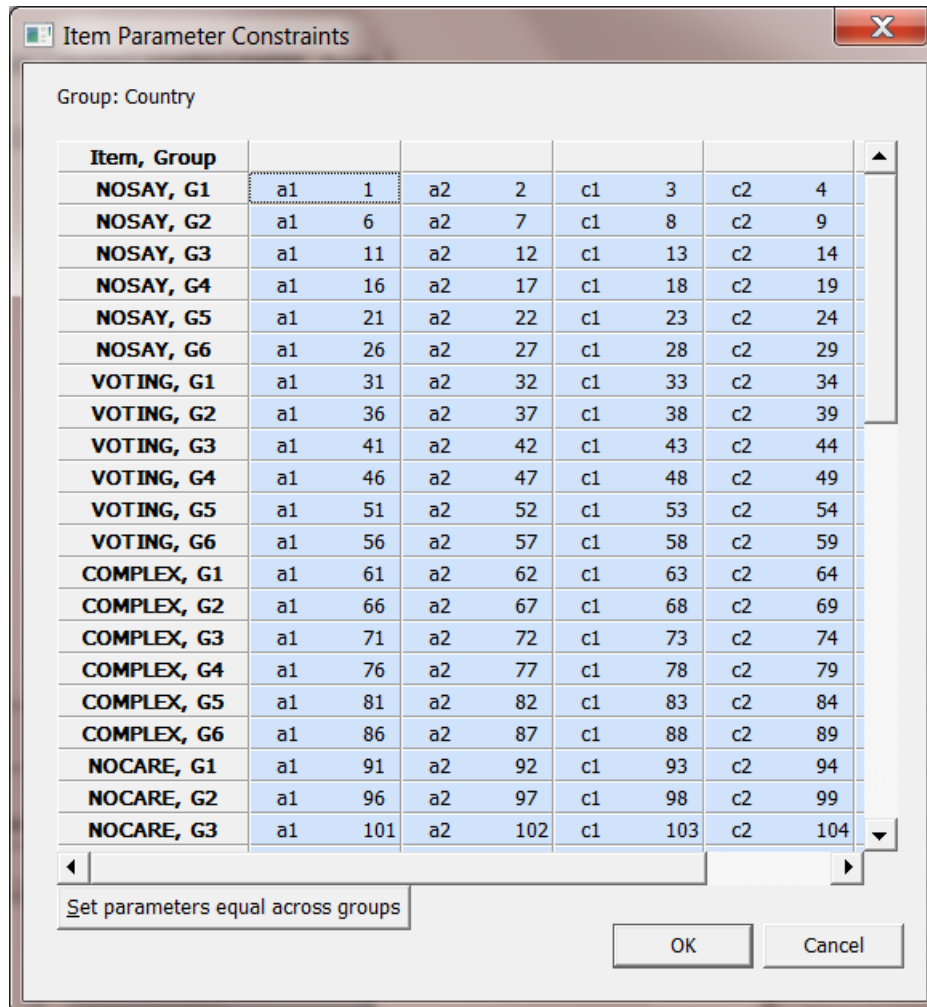 Item Parameter Constraints
Group: Country
Item, Group
NOSAY, G1 a1 1 a2 2 c1 3 c2 4
NOSAY, G2 a1 6 a2 7 c1 8 c2 9
NOSAY, G3 a1 11 a2 12 c1 13 c2 14
NOSAY, G4 a1 16 a2 17 c1 18 c2 19
NOSAY, G5 a1 21 a2 22 c1 23 c2 24
NOSAY, G6 a1 26 a2 27 c1 28 c2 29
VOTING, G1 a1 31 a2 32 c1 33 c2 34
VOTING, G2 a1 36 a2 37 c1 38 c2 39
VOTING, G3 a1 41 a2 42 c1 43 c2 44
VOTING, G4 a1 46 a2 47 c1 48 c2 49
VOTING, G5 a1 51 a2 52 c1 53 c2 54
VOTING, G6 a1 56 a2 57 c1 58 c2 59
COMPLEX, G1 a1 61 a2 62 c1 63 c2 64
COMPLEX, G2 a1 66 a2 67 c1 68 c2 69
COMPLEX, G3 a1 71 a2 72 c1 73 c2 74
COMPLEX, G4 a1 76 a2 77 c1 78 c2 79
COMPLEX, G5 a1 81 a2 82 c1 83 c2 84
COMPLEX, G6 a1 86 a2 87 c1 88 c2 89
NOCARE, G1 a1 91 a2 92 c1 93 c2 94
NOCARE, G2 a1 96 a2 97 c1 98 c2 99
NOCARE, G3 a1 101 a2 102 c1 103 c2 104
Set parameters equal across groups
OK Cancel